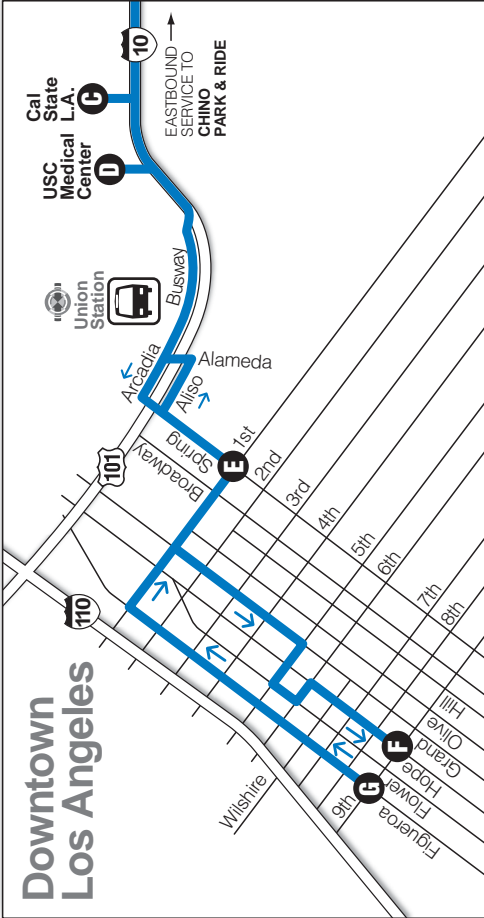 Downtown
Los Angeles
110
101
10
Cal
State
L.A.
C
USC
Medical
Center
D
EASTBOUND
SERVICE TO
CHINO
PARK & RIDE
Union
Station
Busway
Arcadia
Alameda
Aliso
Spring
Broadway
E
1st
2nd
3rd
4th
5th
6th
7th
8th
9th
Wilshire
Hill
Olive
Grand
Hope
Flower
Figueroa
F
G